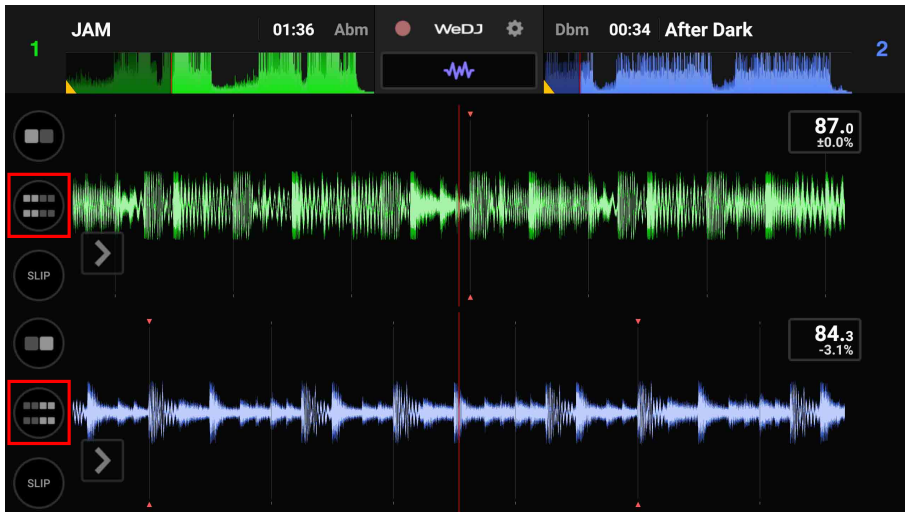 1
JAM
01:36
Abm
WeDJ
Dbm
00:34
After Dark
2
87.0
±0.0%
SLIP
84.3
-3.1%
SLIP